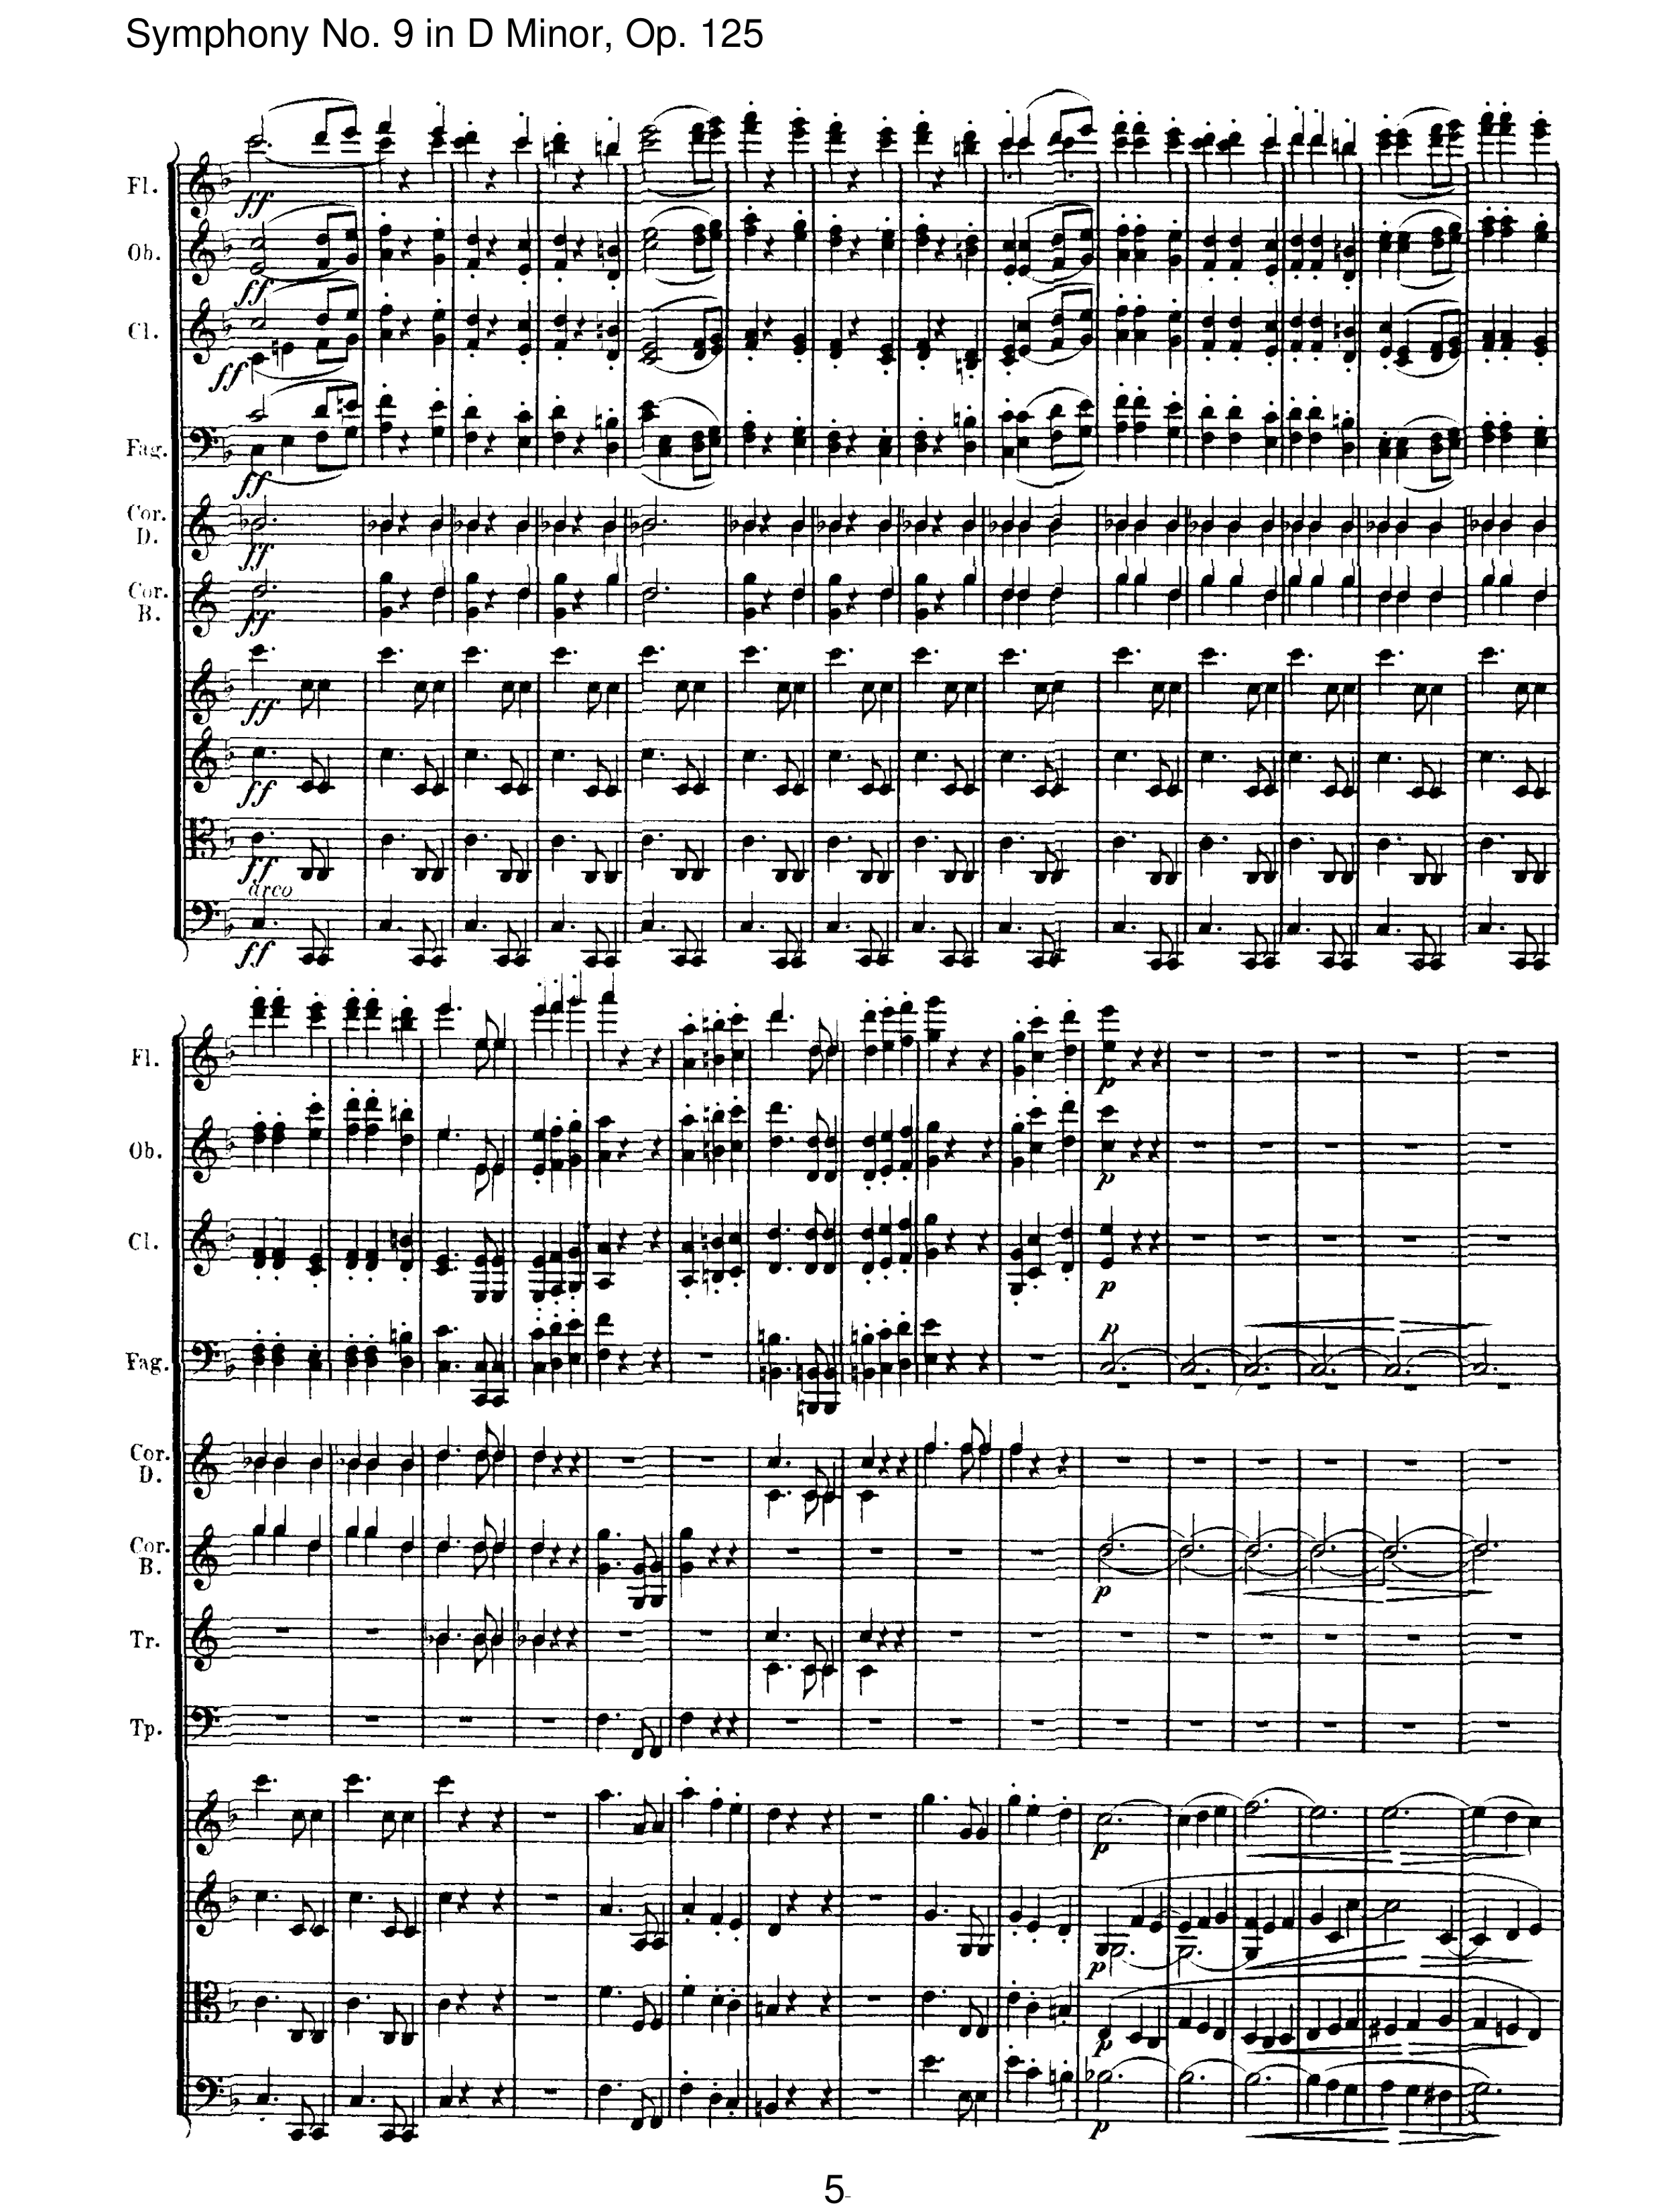 Symphony No. 9 in D Minor, Op. 125
Fl.
ff
Ob.
ff
Cl.
ff
Fag.
ff
Cor.
D.
ff
Cor.
B.
ff
ff
ff
ff
arco
ff
Fl.
p
Ob.
p
Cl.
p
Fag.
p
Cor.
D.
Cor.
B.
p
Tr.
Tp.
p
p
p
p
5